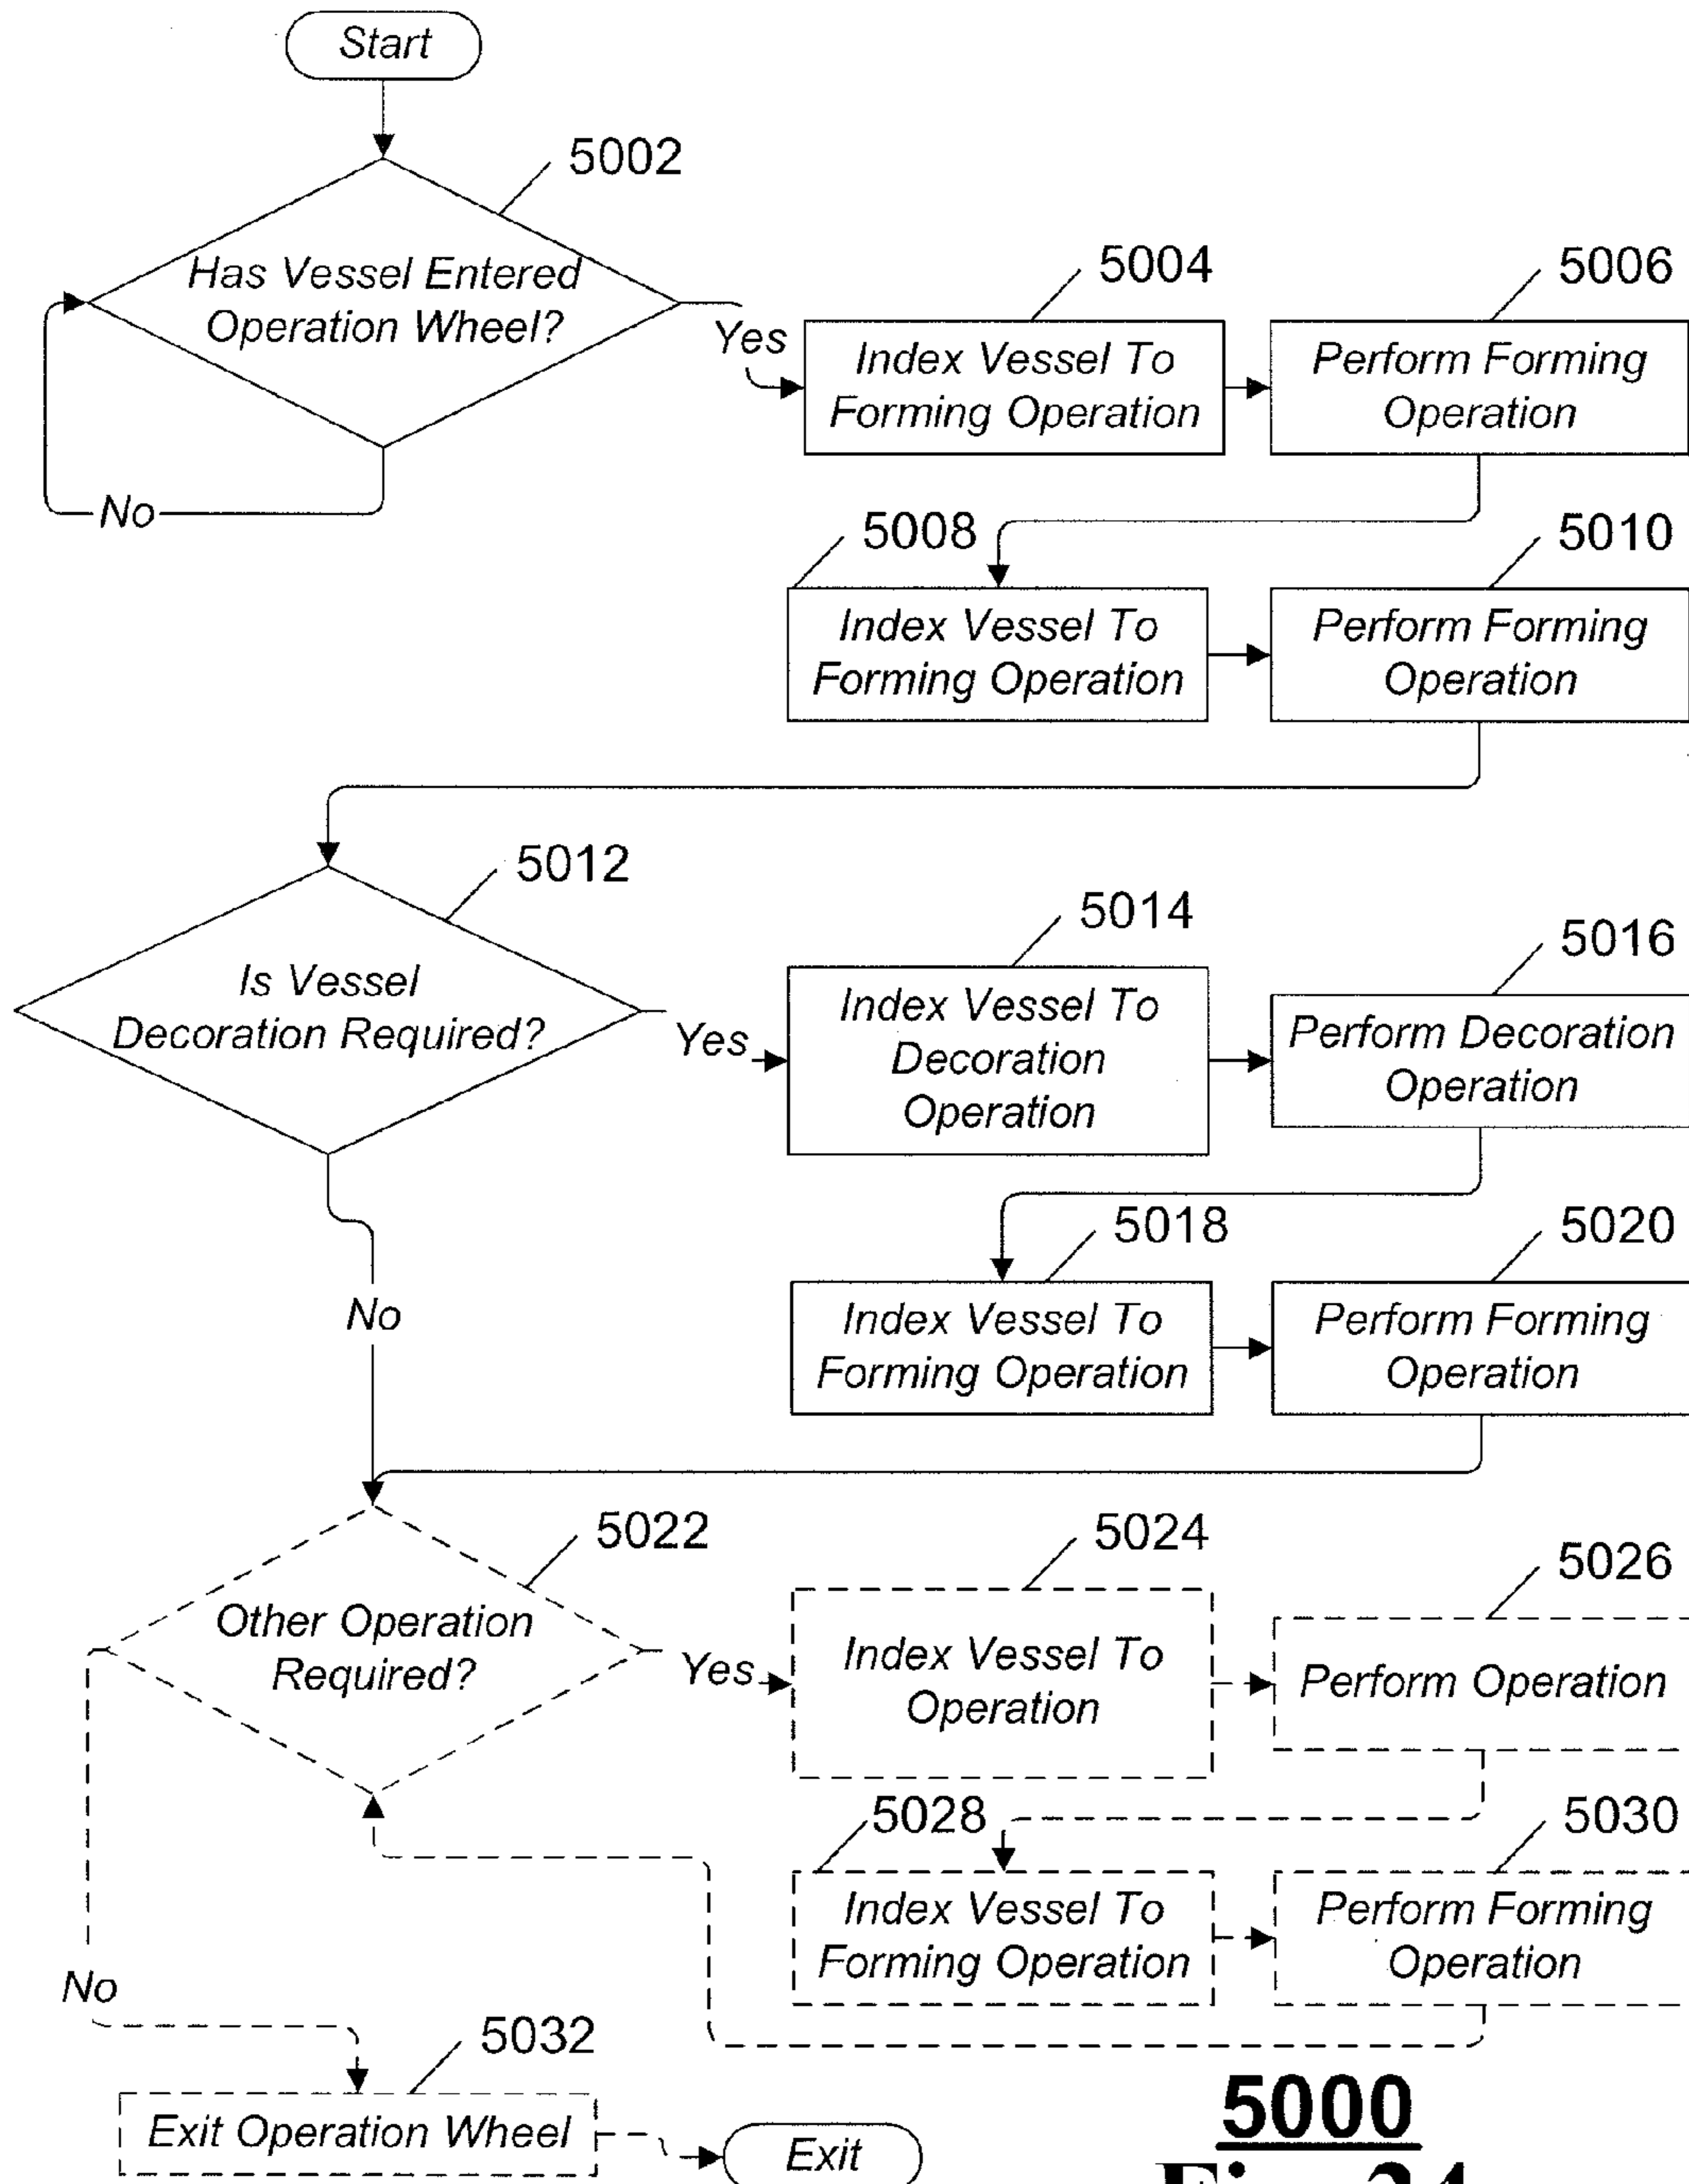 Start
5002
Has Vessel Entered
Operation Wheel?
Yes
No
5004
Index Vessel To
Forming Operation
5006
Perform Forming
Operation
5008
Index Vessel To
Forming Operation
5010
Perform Forming
Operation
5012
Is Vessel
Decoration Required?
Yes
No
5014
Index Vessel To
Decoration
Operation
5016
Perform Decoration
Operation
5018
Index Vessel To
Forming Operation
5020
Perform Forming
Operation
5022
Other Operation
Required?
Yes
No
5024
Index Vessel To
Operation
5026
Perform Operation
5028
Index Vessel To
Forming Operation
5030
Perform Forming
Operation
5032
Exit Operation Wheel
Exit
5000